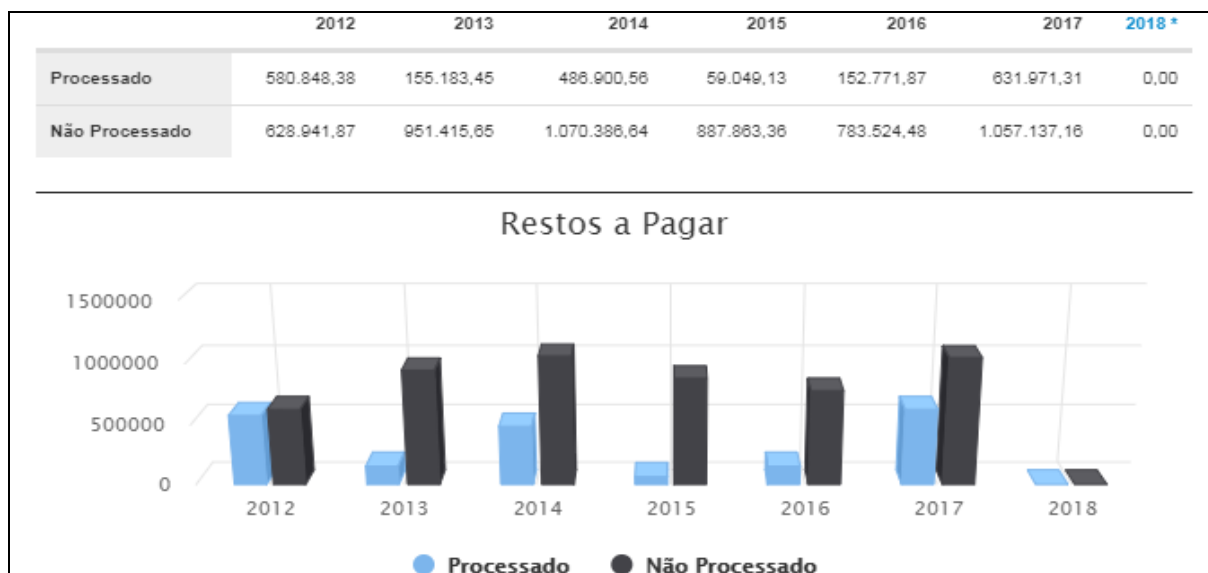 2012 2013 2014 2015 2016 2017 2018 *
Processado 580.848,38 155.183,45 486.900,56 59.049,13 152.771,87 631.971,31 0,00
Não Processado 628.941,87 951.415,65 1.070.386,64 887.863,36 783.524,48 1.057.137,16 0,00
Restos a Pagar
1500000
1000000
500000
0
2012 2013 2014 2015 2016 2017 2018
Processado Não Processado